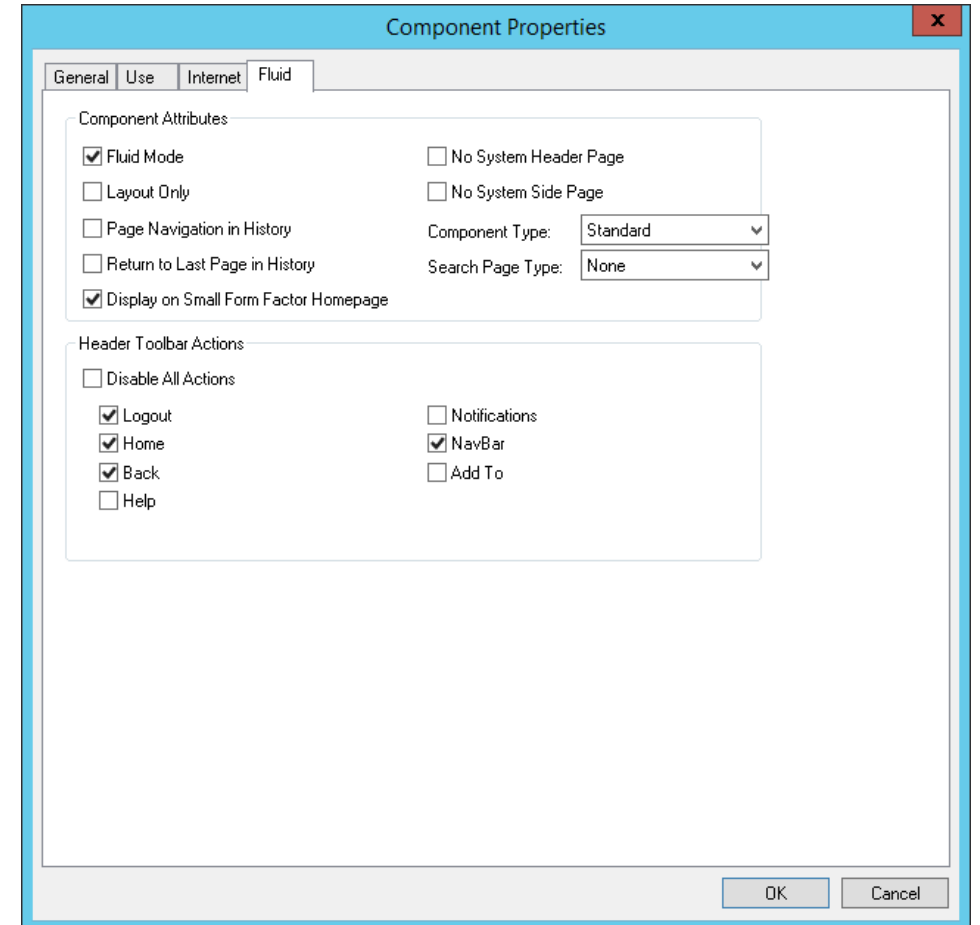 Component Properties
x
General Use Internet Fluid
Component Attributes
Fluid Mode No System Header Page
Layout Only No System Side Page
Page Navigation in History Component Type: Standard
Return to Last Page in History Search Page Type: None
Display on Small Form Factor Homepage
Header Toolbar Actions
Disable All Actions
Logout Notifications
Home NavBar
Back Add To
Help
OK Cancel